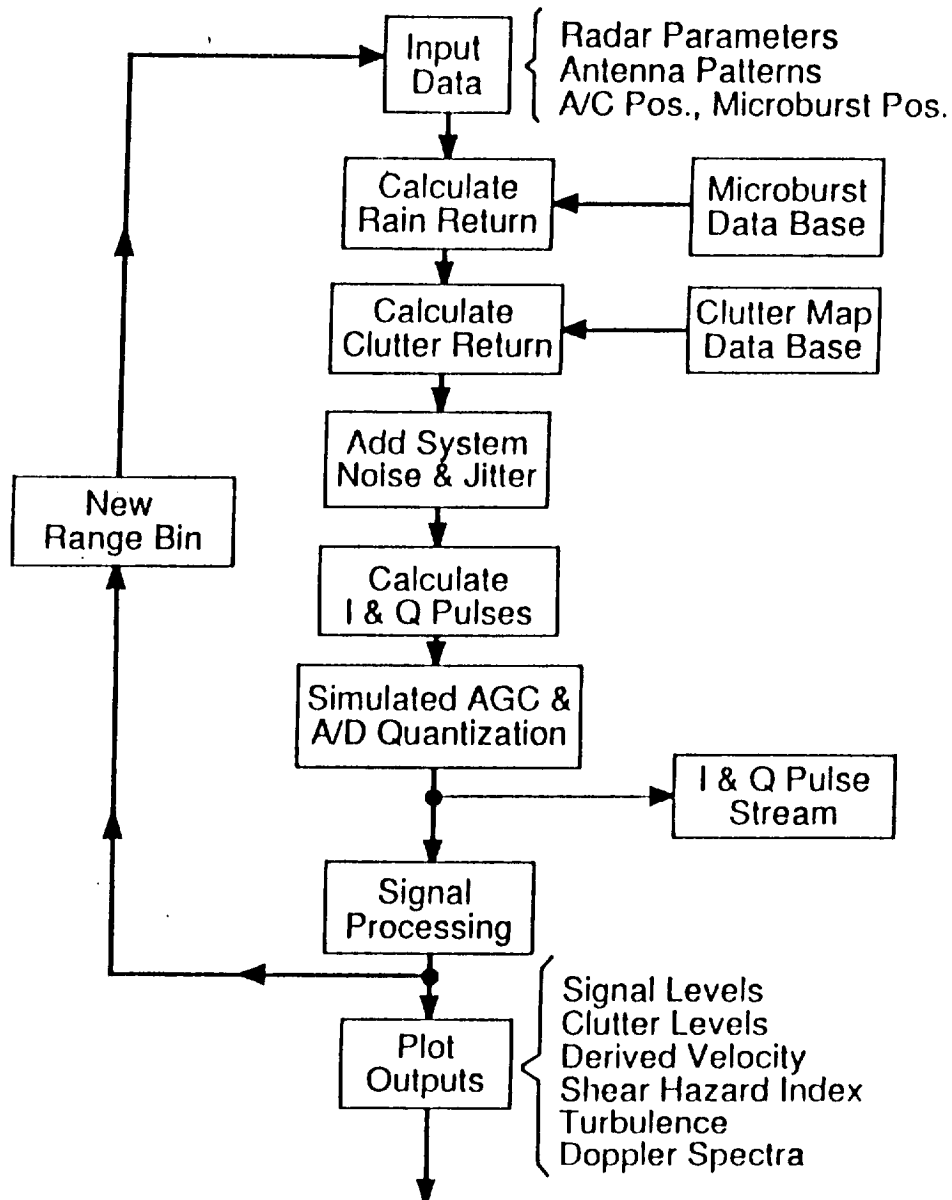 Input
Data
Radar Parameters
Antenna Patterns
A/C Pos., Microburst Pos.
Calculate
Rain Return
Microburst
Data Base
Calculate
Clutter Return
Clutter Map
Data Base
Add System
Noise & Jitter
New
Range Bin
Calculate
I & Q Pulses
Simulated AGC &
A/D Quantization
I & Q Pulse
Stream
Signal
Processing
Plot
Outputs
Signal Levels
Clutter Levels
Derived Velocity
Shear Hazard Index
Turbulence
Doppler Spectra